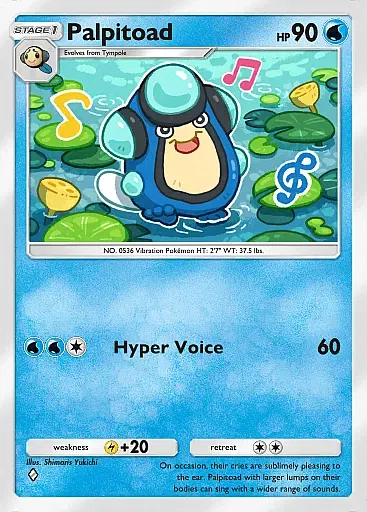 STAGE 1
Palpitoad
HP 90
Evolves from Tympole
NO. 0536 Vibration Pokémon HT: 2'7" WT: 37.5 lbs.
Hyper Voice 60
weakness +20 retreat
Illus. Shimaris Yukichi
On occasion, their cries are sublimely pleasing to
the ear. Palpitoad with larger lumps on their
bodies can sing with a wider range of sounds.